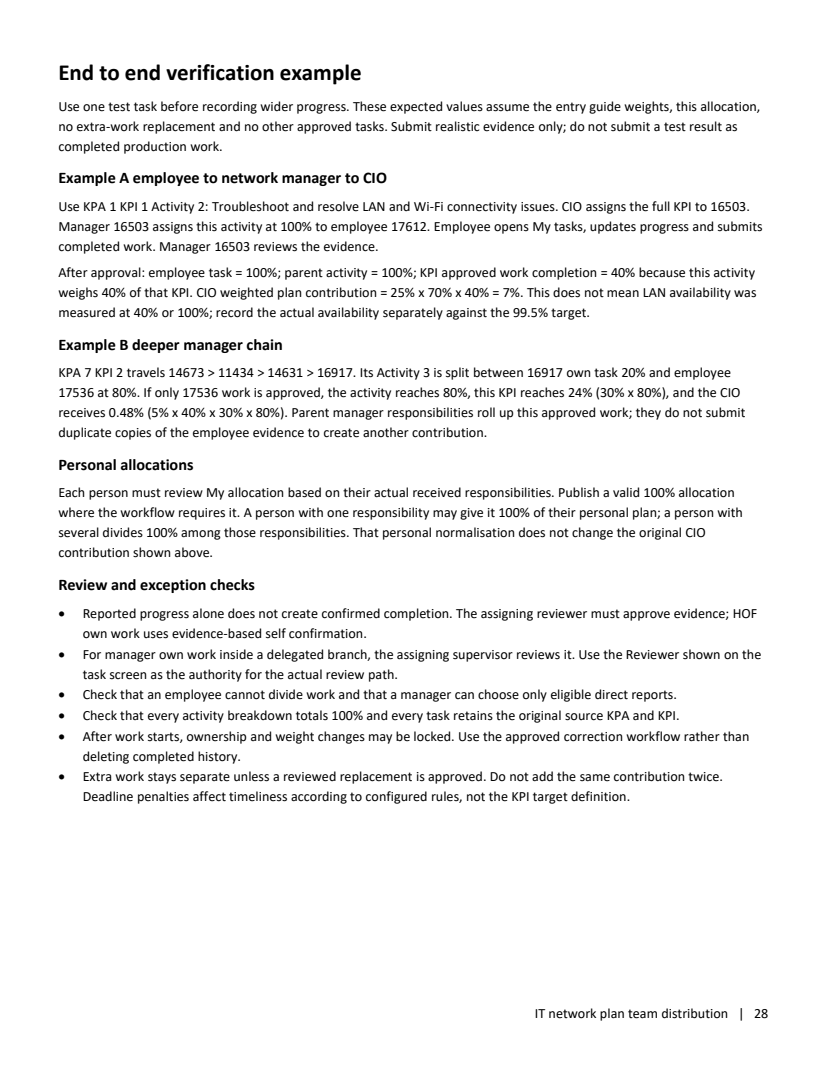 End to end verification example
Use one test task before recording wider progress. These expected values assume the entry guide weights, this allocation,
no extra-work replacement and no other approved tasks. Submit realistic evidence only; do not submit a test result as
completed production work.
Example A employee to network manager to CIO
Use KPA 1 KPI 1 Activity 2: Troubleshoot and resolve LAN and Wi-Fi connectivity issues. CIO assigns the full KPI to 16503.
Manager 16503 assigns this activity at 100% to employee 17612. Employee opens My tasks, updates progress and submits
completed work. Manager 16503 reviews the evidence.
After approval: employee task = 100%; parent activity = 100%; KPI approved work completion = 40% because this activity
weighs 40% of that KPI. CIO weighted plan contribution = 25% x 70% x 40% = 7%. This does not mean LAN availability was
measured at 40% or 100%; record the actual availability separately against the 99.5% target.
Example B deeper manager chain
KPA 7 KPI 2 travels 14673 > 11434 > 14631 > 16917. Its Activity 3 is split between 16917 own task 20% and employee
17536 at 80%. If only 17536 work is approved, the activity reaches 80%, this KPI reaches 24% (30% x 80%), and the CIO
receives 0.48% (5% x 40% x 30% x 80%). Parent manager responsibilities roll up this approved work; they do not submit
duplicate copies of the employee evidence to create another contribution.
Personal allocations
Each person must review My allocation based on their actual received responsibilities. Publish a valid 100% allocation
where the workflow requires it. A person with one responsibility may give it 100% of their personal plan; a person with
several divides 100% among those responsibilities. That personal normalisation does not change the original CIO
contribution shown above.
Review and exception checks
• Reported progress alone does not create confirmed completion. The assigning reviewer must approve evidence; HOF
own work uses evidence-based self confirmation.
• For manager own work inside a delegated branch, the assigning supervisor reviews it. Use the Reviewer shown on the
task screen as the authority for the actual review path.
• Check that an employee cannot divide work and that a manager can choose only eligible direct reports.
• Check that every activity breakdown totals 100% and every task retains the original source KPA and KPI.
• After work starts, ownership and weight changes may be locked. Use the approved correction workflow rather than
deleting completed history.
• Extra work stays separate unless a reviewed replacement is approved. Do not add the same contribution twice.
Deadline penalties affect timeliness according to configured rules, not the KPI target definition.
IT network plan team distribution | 28